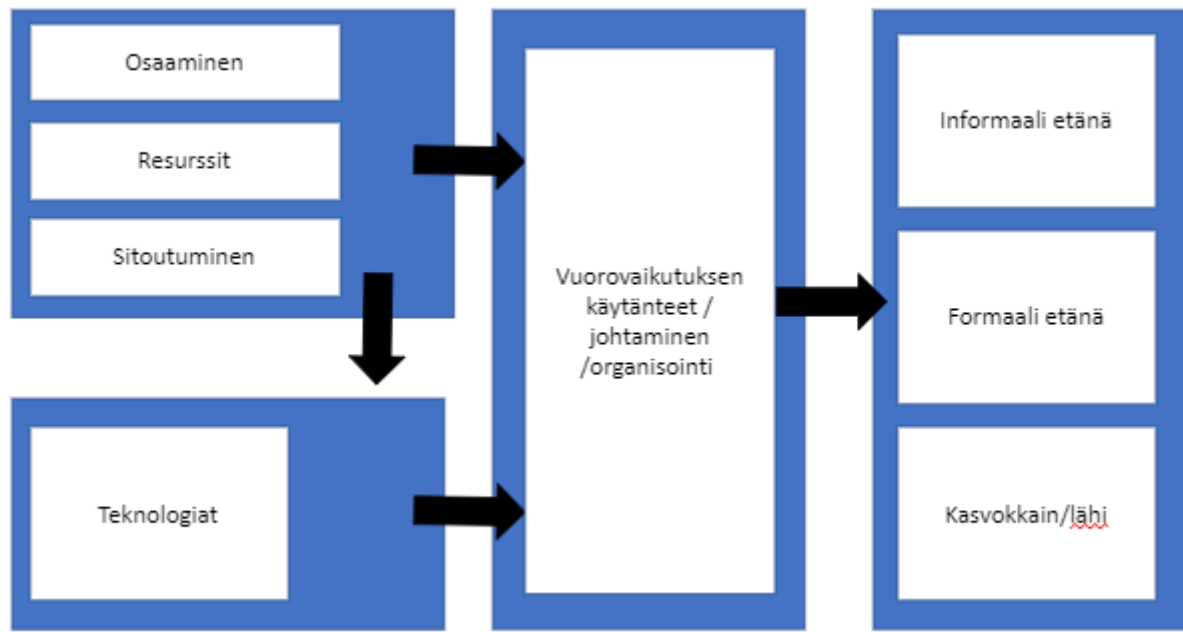 Osaaminen
Resurssit
Sitoutuminen
Teknologiat
Vuorovaikutuksen
käytänteet /
johtaminen
/organisointi
Informaali etänä
Formaali etänä
Kasvokkain/lähi